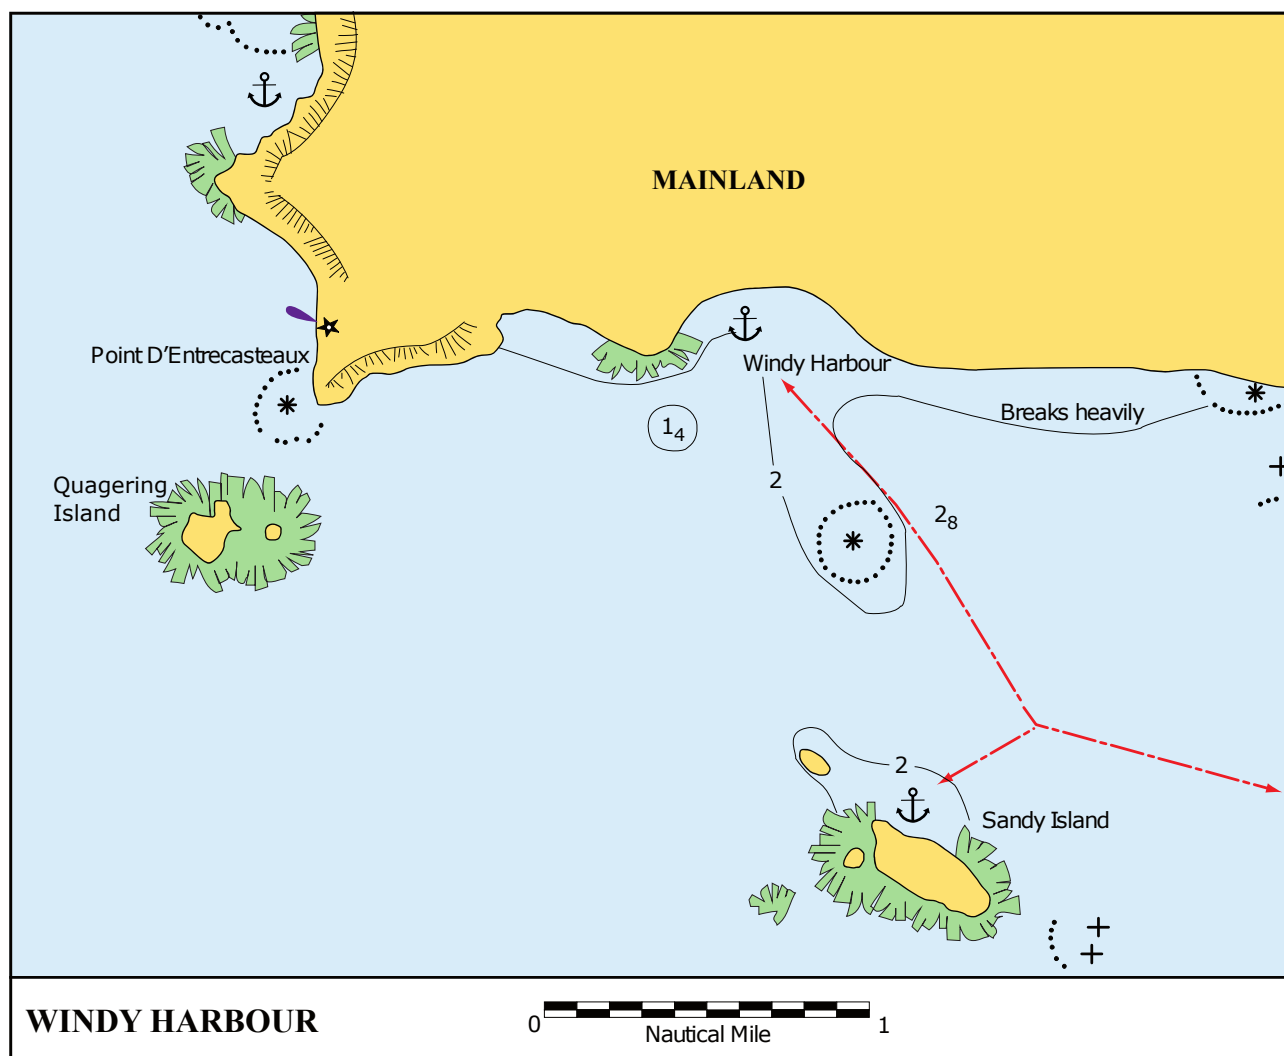 MAINLAND
Point D’Entrecasteaux
Windy Harbour
Breaks heavily
1₄
2
Quagering
Island
2₈
2
Sandy Island
WINDY HARBOUR
0
1
Nautical Mile